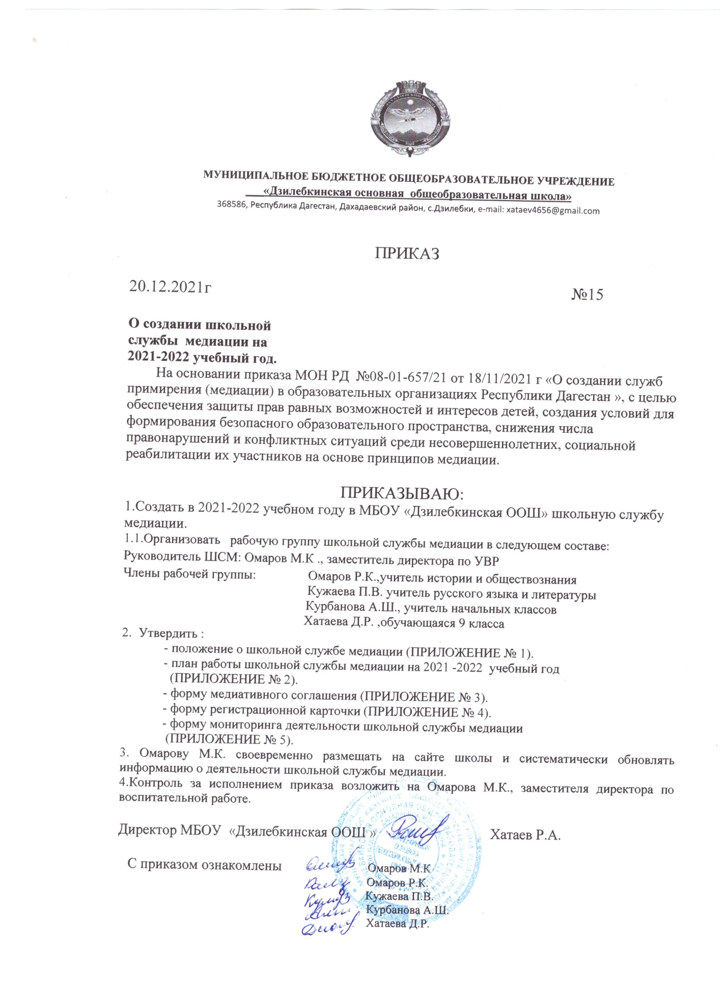 МУНИЦИПАЛЬНОЕ БЮДЖЕТНОЕ ОБЩЕОБРАЗОВАТЕЛЬНОЕ УЧРЕЖДЕНИЕ
«Дзилебкинская основная общеобразовательная школа»
368586, Республика Дагестан, Дахадаевский район, с.Дзилебки, e-mail: xataev4656@gmail.com
ПРИКАЗ
20.12.2021г №15
О создании школьной
службы медиации на
2021-2022 учебный год.
На основании приказа МОН РД №08-01-657/21 от 18/11/2021 г «О создании служб
примирения (медиации) в образовательных организациях Республики Дагестан », с целью
обеспечения защиты прав равных возможностей и интересов детей, создания условий для
формирования безопасного образовательного пространства, снижения числа
правонарушений и конфликтных ситуаций среди несовершеннолетних, социальной
реабилитации их участников на основе принципов медиации.
ПРИКАЗЫВАЮ:
1.Создать в 2021-2022 учебном году в МБОУ «Дзилебкинская ООШ» школьную службу
медиации.
1.1.Организовать рабочую группу школьной службы медиации в следующем составе:
Руководитель ШСМ: Омаров М.К ., заместитель директора по УВР
Члены рабочей группы: Омаров Р.К.,учитель истории и обществознания
Кужаева П.В. учитель русского языка и литературы
Курбанова А.Ш., учитель начальных классов
Хатаева Д.Р. ,обучающаяся 9 класса
2. Утвердить :
- положение о школьной службе медиации (ПРИЛОЖЕНИЕ № 1).
- план работы школьной службы медиации на 2021 -2022 учебный год
(ПРИЛОЖЕНИЕ № 2).
- форму медиативного соглашения (ПРИЛОЖЕНИЕ № 3).
- форму регистрационной карточки (ПРИЛОЖЕНИЕ № 4).
- форму мониторинга деятельности школьной службы медиации
(ПРИЛОЖЕНИЕ № 5).
3. Омарову М.К. своевременно размещать на сайте школы и систематически обновлять
информацию о деятельности школьной службы медиации.
4.Контроль за исполнением приказа возложить на Омарова М.К., заместителя директора по
воспитательной работе.
Директор МБОУ «Дзилебкинская ООШ » Хатаев Р.А.
С приказом ознакомлены Омаров М.К
Омаров Р.К.
Кужаева П.В.
Курбанова А.Ш.
Хатаева Д.Р.